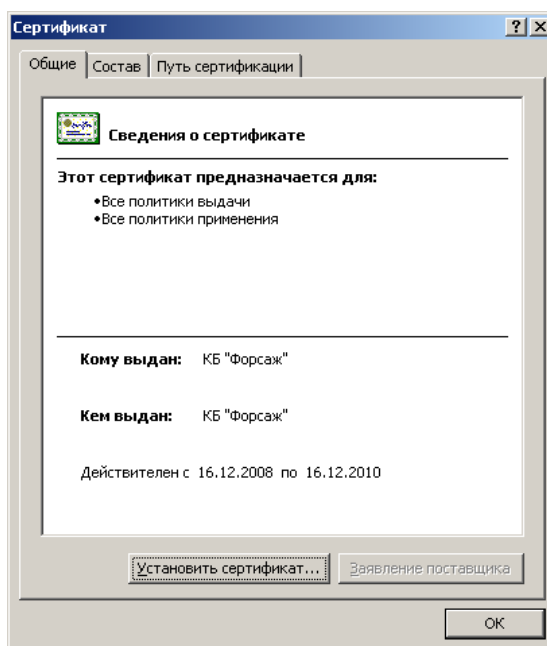 Сертификат
Общие Состав Путь сертификации
Сведения о сертификате
Этот сертификат предназначается для:
•Все политики выдачи
•Все политики применения
Кому выдан: КБ "Форсаж"
Кем выдан: КБ "Форсаж"
Действителен с 16.12.2008 по 16.12.2010
Установить сертификат... Заявление поставщика
ОК